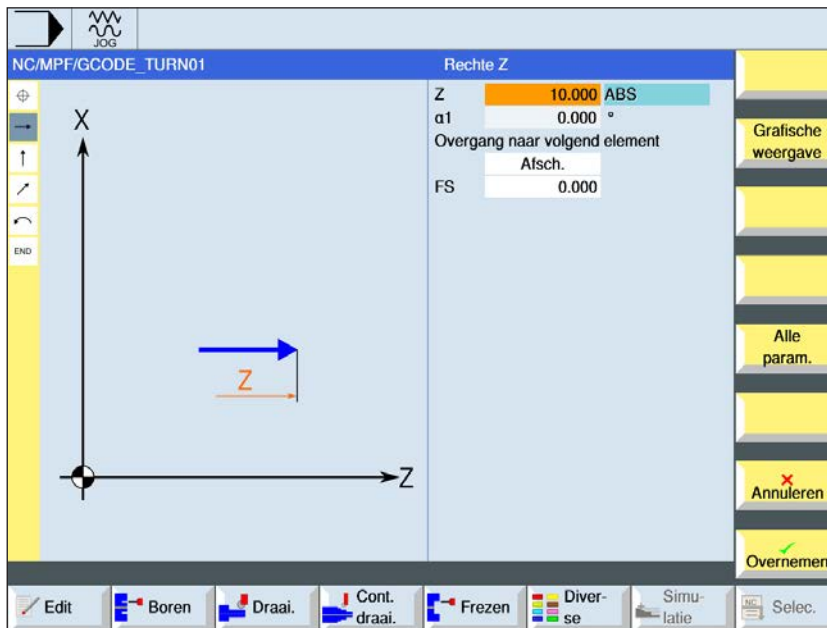 JOG
NC/MPF/GCODE_TURN01
Rechte Z
Z 10.000 ABS
α1 0.000 °
Overgang naar volgend element
Afsch.
FS 0.000
END
X
Z
Z
Grafische
weergave
Alle
param.
Annuleren
Overnemen
Edit
Boren
Draai.
Cont.
draai.
Frezen
Diver-
se
Simu-
latie
NC
Selec.